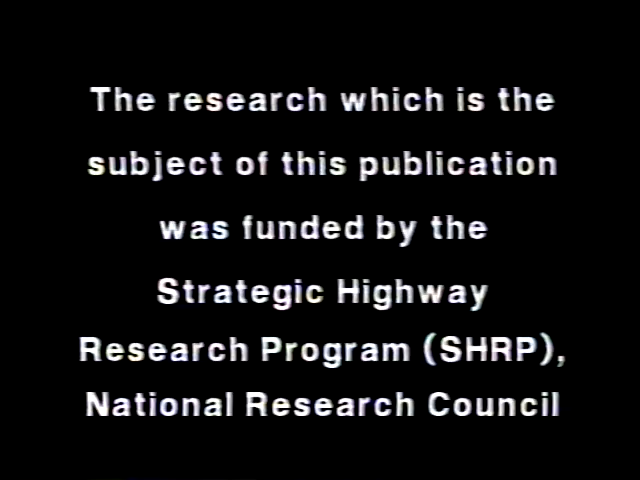 The research which is the
subject of this publication
was funded by the
Strategic Highway
Research Program (SHRP),
National Research Council